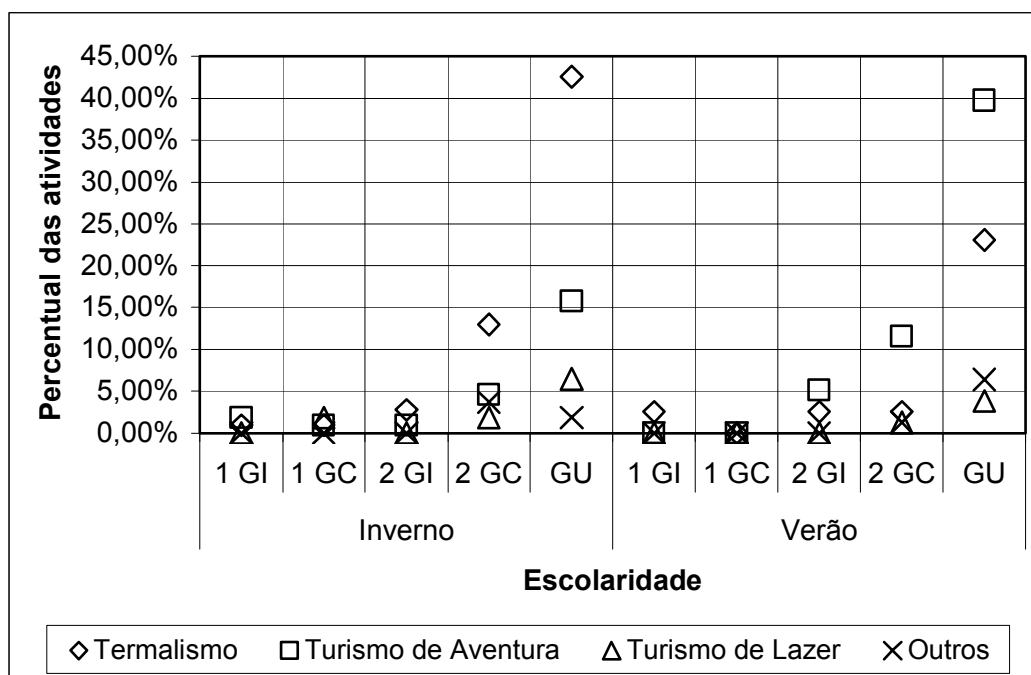 Percentual das atividades
45,00%
40,00%
35,00%
30,00%
25,00%
20,00%
15,00%
10,00%
5,00%
0,00%
1 GI 1 GC 2 GI 2 GC GU 1 GI 1 GC 2 GI 2 GC GU
Inverno Verão
Escolaridade
Termalismo Turismo de Aventura Turismo de Lazer Outros